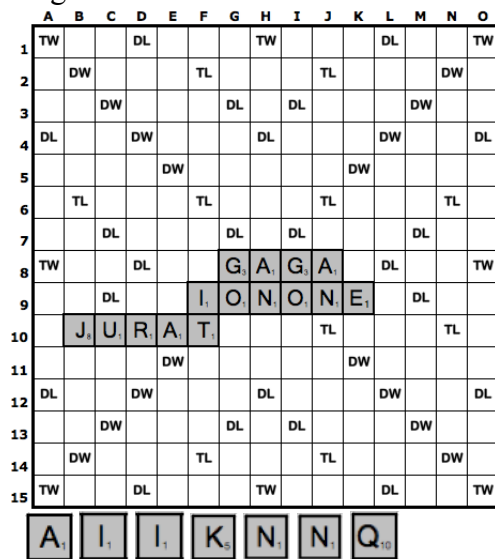 A B C D E F G H I J K L M N O
1 TW DL TW DL TW
2 DW TL TL DW
3 DW DL DL DW
4 DL DW DL DW DL
5 DW DW
6 TL TL TL TL
7 DL DL DL DL
8 TW DL G3 A1 G3 A1 DL TW
9 DL I1 O1 N1 O1 N1 E1 DL
10 J8 U1 R1 A1 T1 TL TL
11 DW DW
12 DL DW DL DW DL
13 DW DL DL DW
14 DW TL TL DW
15 TW DL TW DL TW
A1 I1 I1 K5 N1 N1 Q10